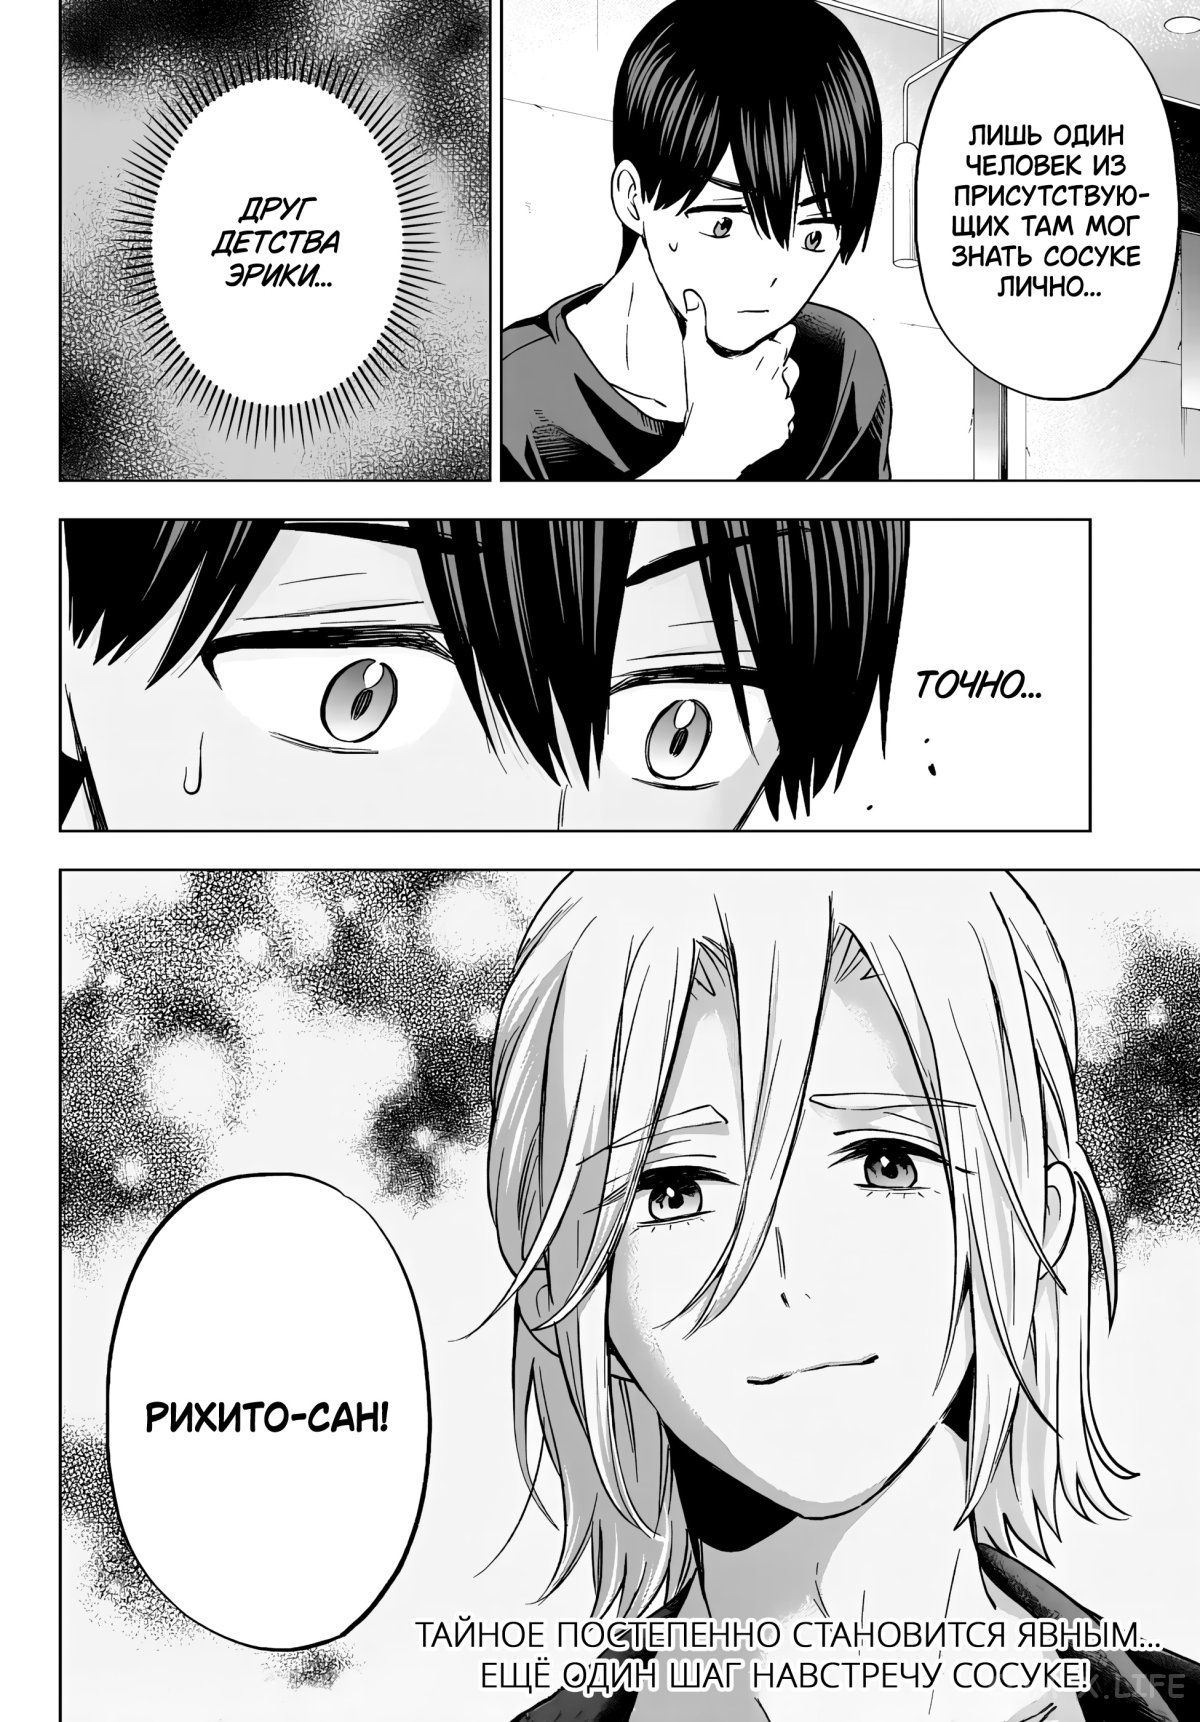 ЛИШЬ ОДИН
ЧЕЛОВЕК ИЗ
ПРИСУТСТВУЮ-
ЩИХ ТАМ МОГ
ЗНАТЬ СОСУКЕ
ЛИЧНО...
ДРУГ
ДЕТСТВА
ЭРИКИ...
ТОЧНО...
РИХИТО-САН!
ТАЙНОЕ ПОСТЕПЕННО СТАНОВИТСЯ ЯВНЫМ...
ЕЩЁ ОДИН ШАГ НАВСТРЕЧУ СОСУКЕ!
X.LIFE